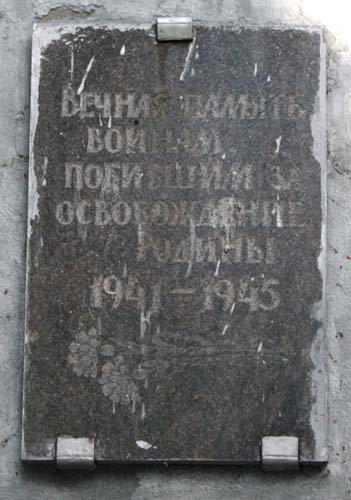 ВЕЧНАЯ ПАМЯТЬ
ВОИНАМ,
ПОГИБШИМ ЗА
ОСВОБОЖДЕНИЕ
РОДИНЫ
1941-1945